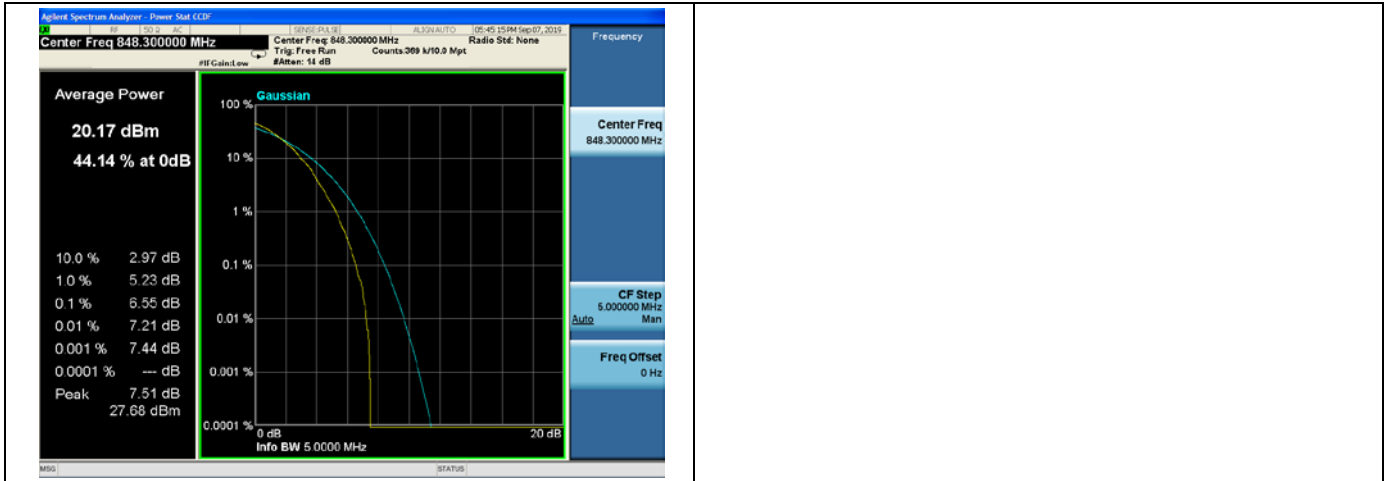 Agilent Spectrum Analyzer - Power Stat CCDF
RF 50 Ω AC SENSE:PULSE ALIGNAUTO 05:45:15 PM Sep 07, 2019
Center Freq 848.300000 MHz
Center Freq: 848.300000 MHz Radio Std: None
Trig: Free Run Counts:369 k/10.0 Mpt
#IFGain:Low #Atten: 14 dB
Frequency
Average Power
20.17 dBm
44.14 % at 0dB
10.0 % 2.97 dB
1.0 % 5.23 dB
0.1 % 6.55 dB
0.01 % 7.21 dB
0.001 % 7.44 dB
0.0001 % --- dB
Peak 7.51 dB
27.68 dBm
Gaussian
100 %
10 %
1 %
0.1 %
0.01 %
0.001 %
0.0001 %
0 dB 20 dB
Info BW 5.0000 MHz
Center Freq
848.300000 MHz
CF Step
5.000000 MHz
Auto Man
Freq Offset
0 Hz
MSG STATUS